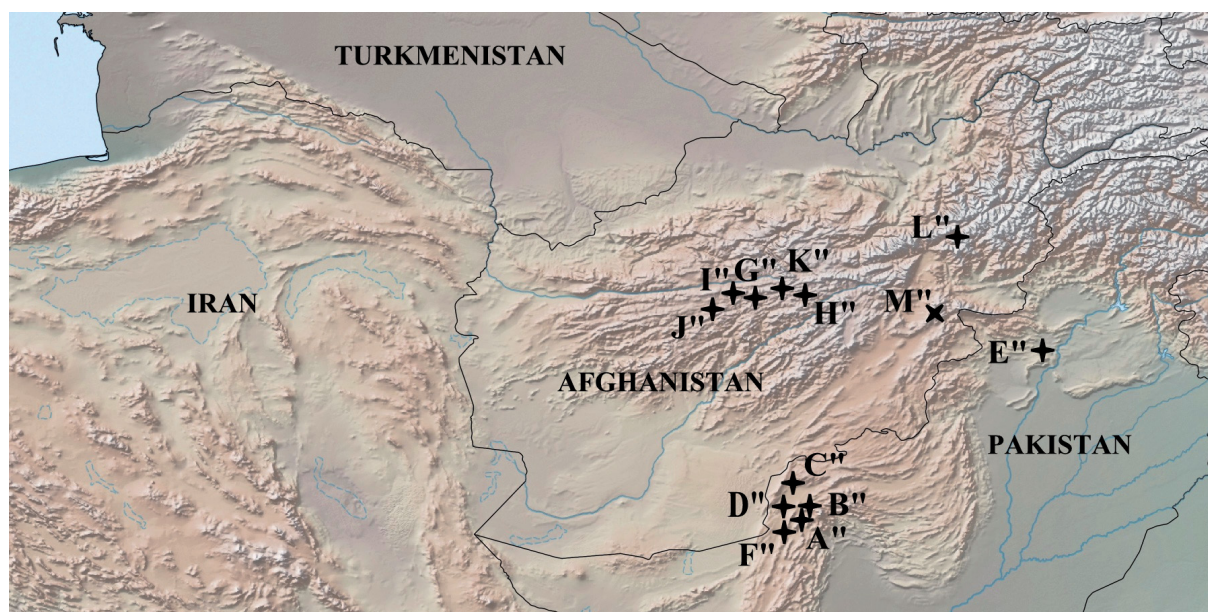 TURKMENISTAN
L"
K"
G"
I"
IRAN
H"
M"
J"
E"
AFGHANISTAN
PAKISTAN
C"
D"
B"
A"
F"